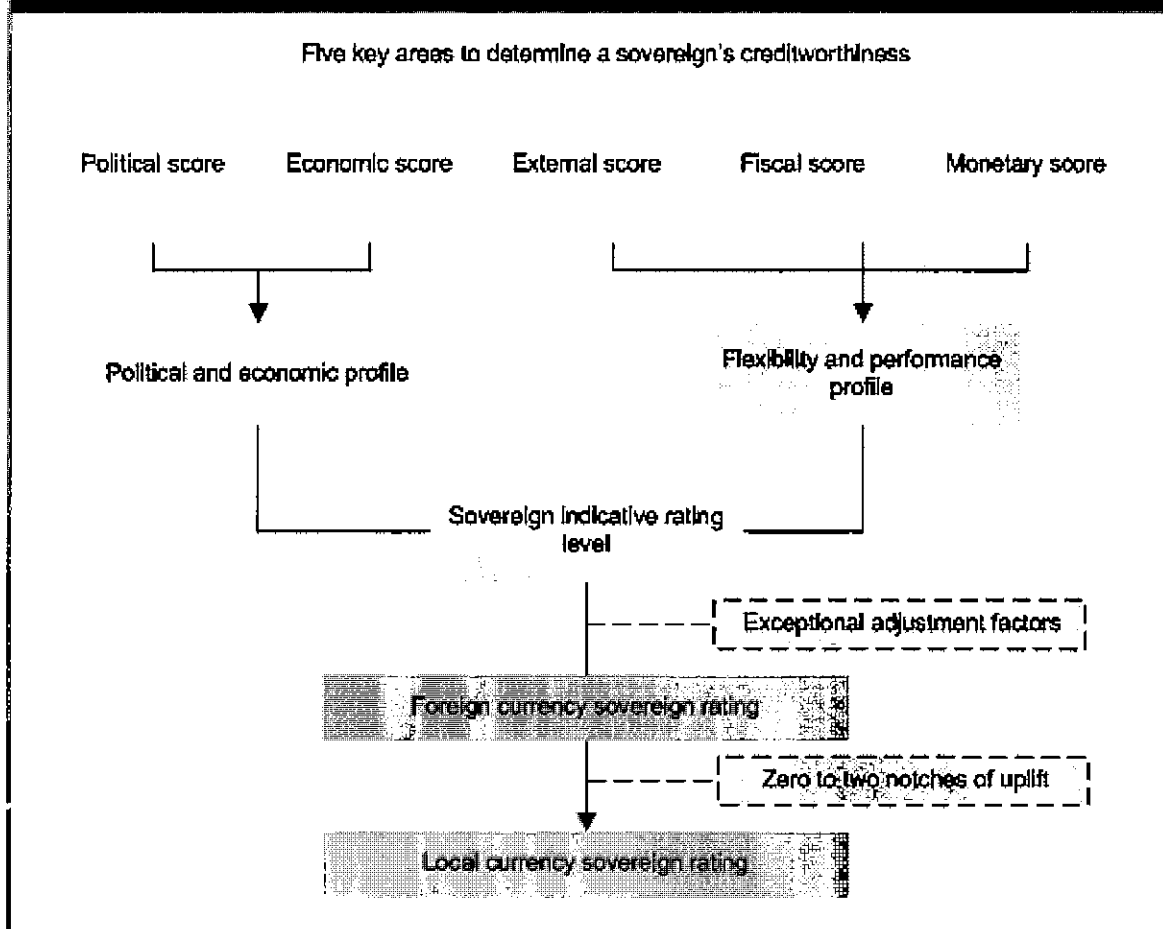 Five key areas to determine a sovereign's creditworthiness
Political score
Economic score
External score
Fiscal score
Monetary score
Political and economic profile
Flexibility and performance
profile
Sovereign indicative rating
level
Exceptional adjustment factors
Foreign currency sovereign rating
Zero to two notches of uplift
Local currency sovereign rating